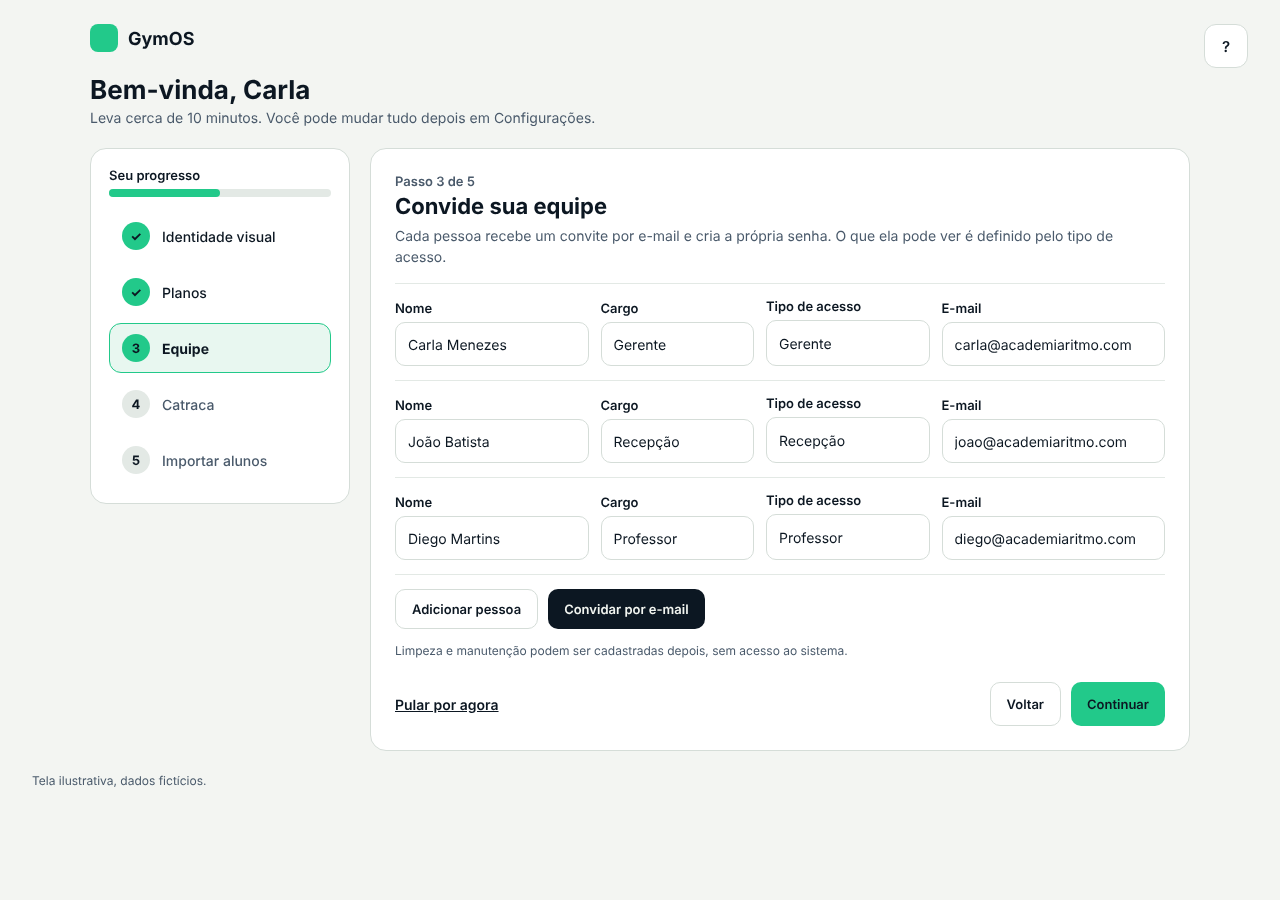 GymOS
?
Bem-vinda, Carla
Leva cerca de 10 minutos. Você pode mudar tudo depois em Configurações.
Seu progresso
Identidade visual
Planos
3 Equipe
4 Catraca
5 Importar alunos
Passo 3 de 5
Convide sua equipe
Cada pessoa recebe um convite por e-mail e cria a própria senha. O que ela pode ver é definido pelo tipo de
acesso.
Nome Cargo Tipo de acesso E-mail
Carla Menezes Gerente Gerente carla@academiaritmo.com
Nome Cargo Tipo de acesso E-mail
João Batista Recepção Recepção joao@academiaritmo.com
Nome Cargo Tipo de acesso E-mail
Diego Martins Professor Professor diego@academiaritmo.com
Adicionar pessoa Convidar por e-mail
Limpeza e manutenção podem ser cadastradas depois, sem acesso ao sistema.
Pular por agora Voltar Continuar
Tela ilustrativa, dados fictícios.